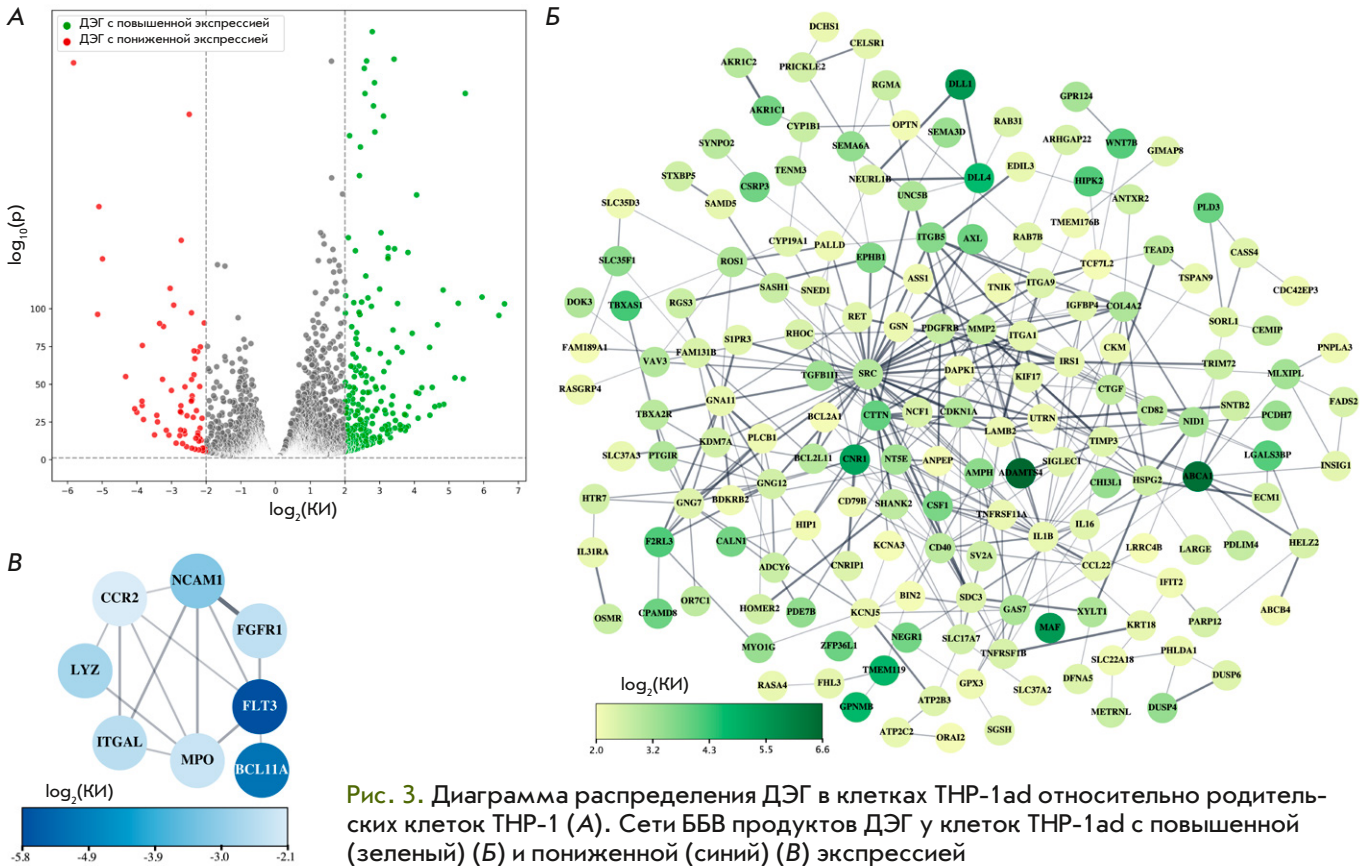 А
ДЭГ с повышенной экспрессией
ДЭГ с пониженной экспрессией
log10(p)
100
75
50
25
0
−6 −5 −4 −3 −2 −1 0 1 2 3 4 5 6 7
log2(КИ)
Б
DCHS1
CELSR1
PRICKLE2
AKR1C2
RGMA
DLL1
GPR124
AKR1C1
CYP1B1
OPTN
RAB31
SEMA3D
ARHGAP22
WNT7B
SYNPO2
SEMA6A
GIMAP8
STXBP5
TENM3
NEURL1B
DLL4
EDIL3
HIPK2
CSRP3
UNC5B
ANTXR2
SLC35D3
SAMD5
PLD3
TMEM176B
CYP19A1
PALLD
ITGB5
AXL
RAB7B
SLC35F1
ROS1
EPHB1
TCF7L2
TEAD3
CASS4
ASS1
TSPAN9
SASH1
SNED1
TNIK
ITGA9
CDC42EP3
DOK3
TBXAS1
RGS3
IGFBP4
COL4A2
RET
GSN
PDGFRB
MMP2
SORL1
S1PR3
RHOC
ITGA1
CEMIP
FAM189A1
VAV3
FAM131B
IRS1
CKM
PNPLA3
TGFB1I1
SRC
DAPK1
KIF17
TRIM72
MLXIPL
RASGRP4
GNA11
CTGF
FADS2
TBXA2R
BCL2A1
CTTN
NCF1
CDKN1A
UTRN
CD82
SNTB2
PCDH7
LAMB2
NID1
KDM7A
PLCB1
TIMP3
SLC37A3
PTGIR
BCL2L11
CNR1
NT5E
ANPEP
SIGLEC1
LGALS3BP
INSIG1
AMPH
ADAMTS4
HSPG2
ABCA1
HTR7
GNG7
BDKRB2
GNG12
CD79B
CHI3L1
ECM1
SHANK2
CSF1
TNFRSF11A
HIP1
IL16
IL31RA
F2RL3
CALN1
KCNA3
CD40
SV2A
IL1B
LRRC4B
LARGE
PDLIM4
HELZ2
ADCY6
CNRIP1
CCL22
IFIT2
OSMR
CPAMD8
OR7C1
HOMER2
PDE7B
BIN2
SDC3
GAS7
XYLT1
ABCB4
KCNJ5
KRT18
PARP12
MYO1G
ZFP36L1
NEGR1
SLC17A7
MAF
TNFRSF1B
PHLDA1
SLC22A18
TMEM119
RASA4
FHL3
GPX3
SLC37A2
DFNA5
DUSP6
GPNMB
ATP2B3
METRNL
DUSP4
ATP2C2
ORAI2
SGSH
log2(КИ)
2.0 3.2 4.3 5.5 6.6
В
NCAM1
CCR2
FGFR1
LYZ
FLT3
ITGAL
MPO
BCL11A
log2(КИ)
-5.8 -4.9 -3.9 -3.0 -2.1
Рис. 3. Диаграмма распределения ДЭГ в клетках THP-1ad относительно родитель-
ских клеток THP-1 (А). Сети ББВ продуктов ДЭГ у клеток THP-1ad с повышенной
(зеленый) (Б) и пониженной (синий) (В) экспрессией